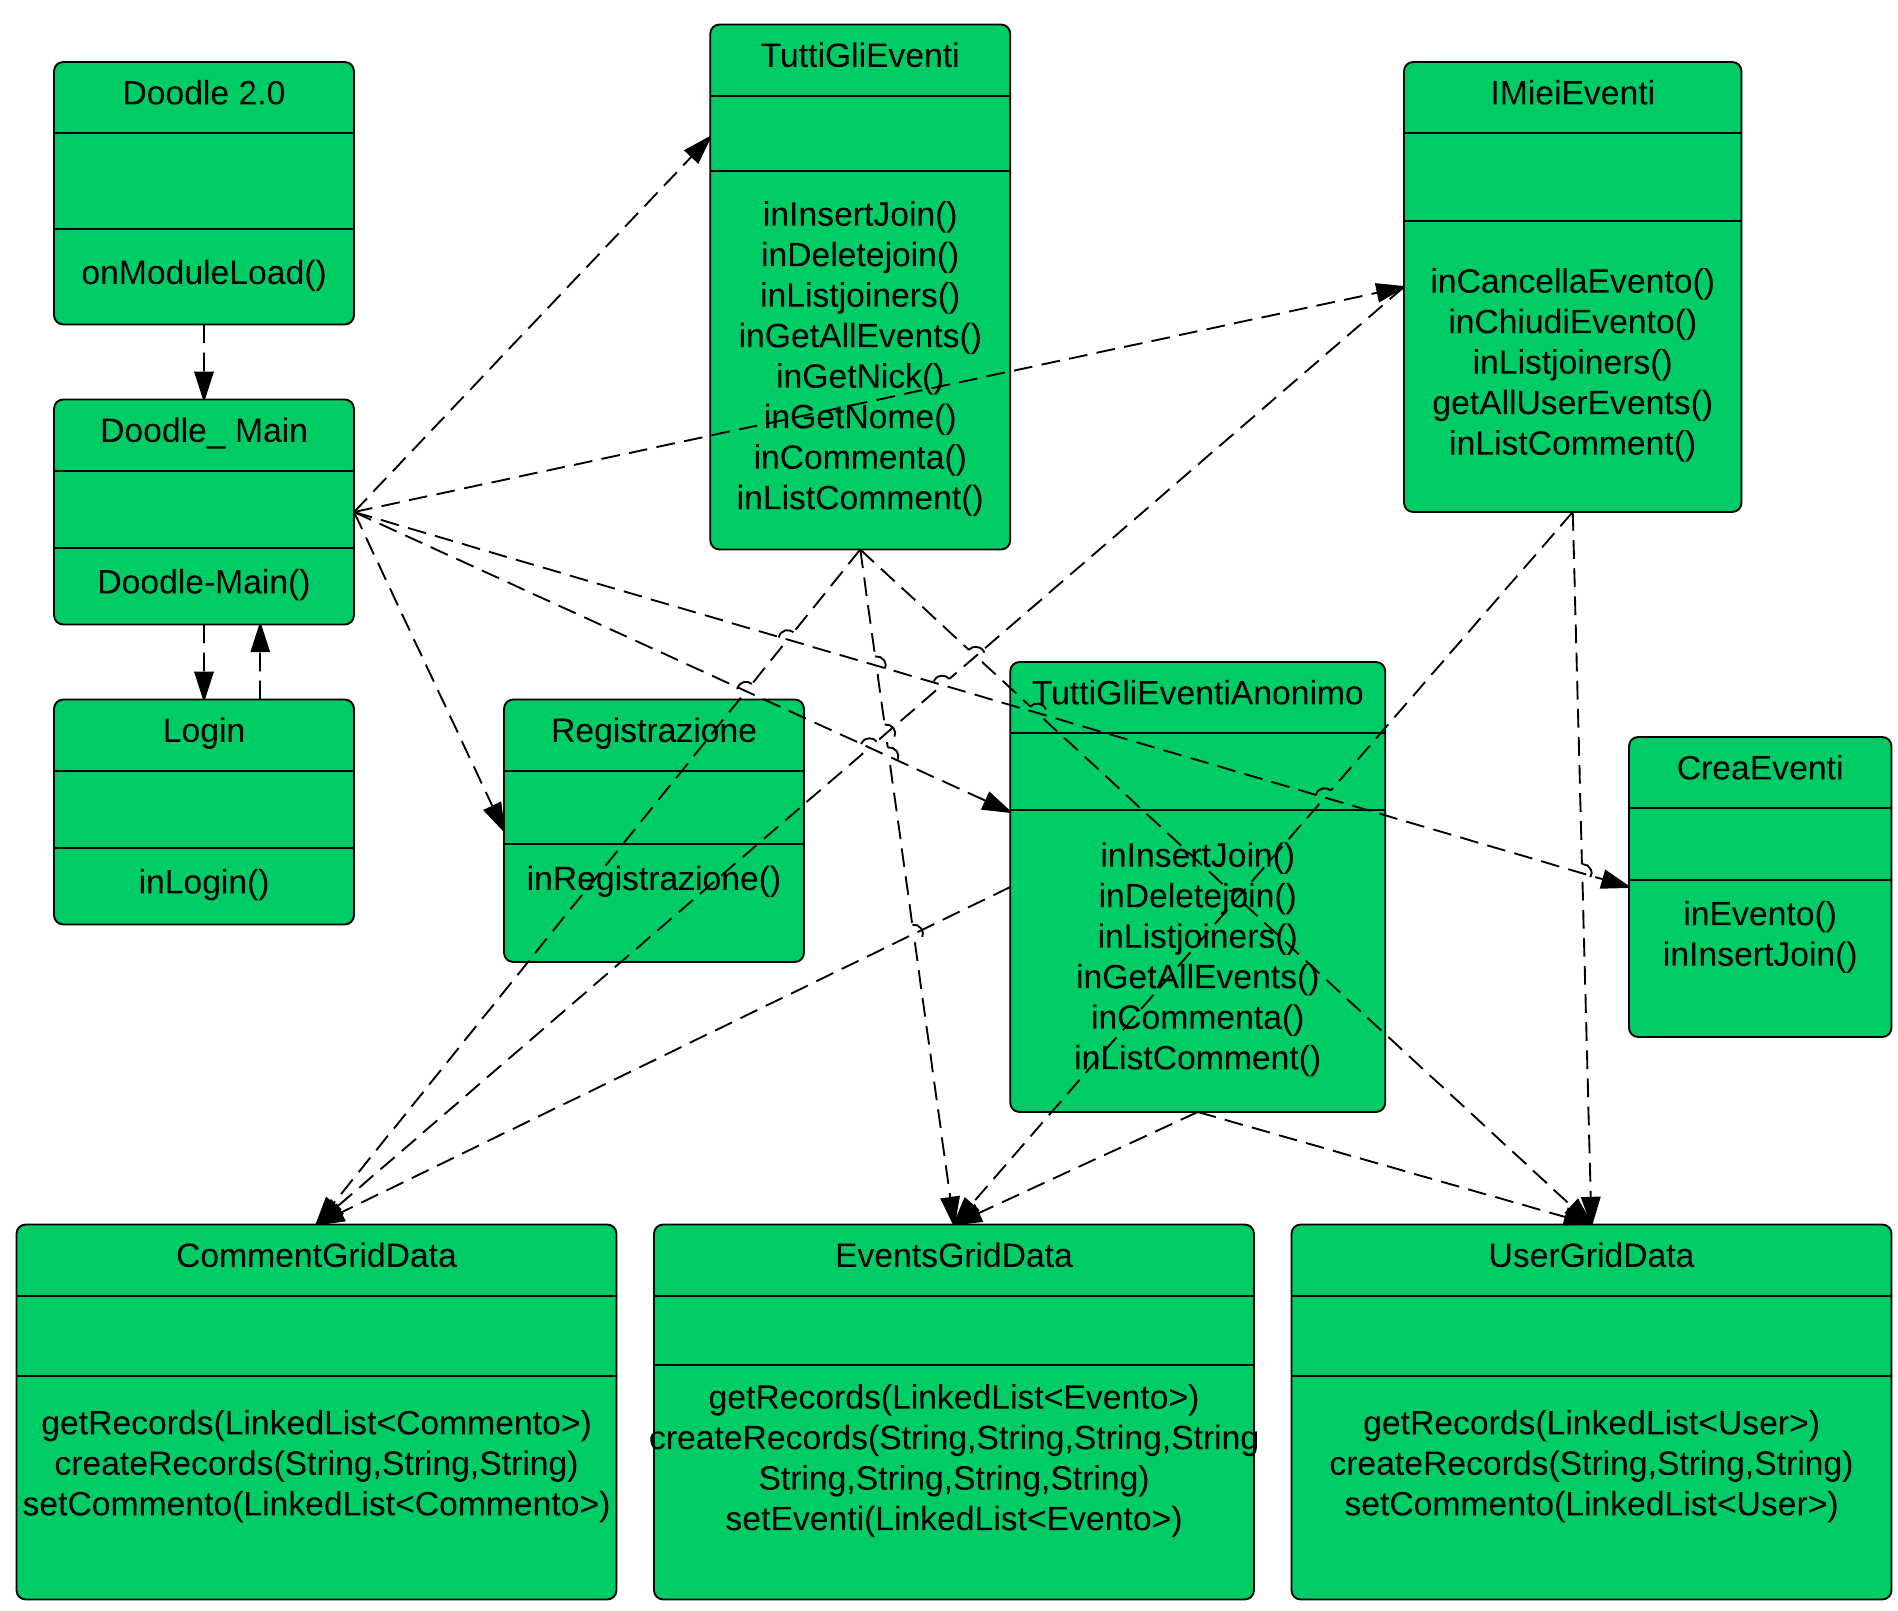 Doodle 2.0
onModuleLoad()
TuttiGliEventi
inInsertJoin()
inDeletejoin()
inListjoiners()
inGetAllEvents()
inGetNick()
inGetNome()
inCommenta()
inListComment()
IMieiEventi
inCancellaEvento()
inChiudiEvento()
inListjoiners()
getAllUserEvents()
inListComment()
Doodle_ Main
Doodle-Main()
Login
inLogin()
Registrazione
inRegistrazione()
TuttiGliEventiAnonimo
inInsertJoin()
inDeletejoin()
inListjoiners()
inGetAllEvents()
inCommenta()
inListComment()
CreaEventi
inEvento()
inInsertJoin()
CommentGridData
getRecords(LinkedList<Commento>)
createRecords(String,String,String)
setCommento(LinkedList<Commento>)
EventsGridData
getRecords(LinkedList<Evento>)
createRecords(String,String,String,String
String,String,String,String)
setEventi(LinkedList<Evento>)
UserGridData
getRecords(LinkedList<User>)
createRecords(String,String,String)
setCommento(LinkedList<User>)